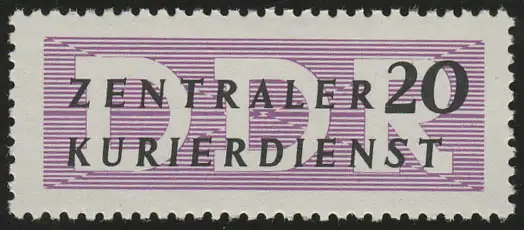 DDR
ZENTRALER 20
KURIERDIENST